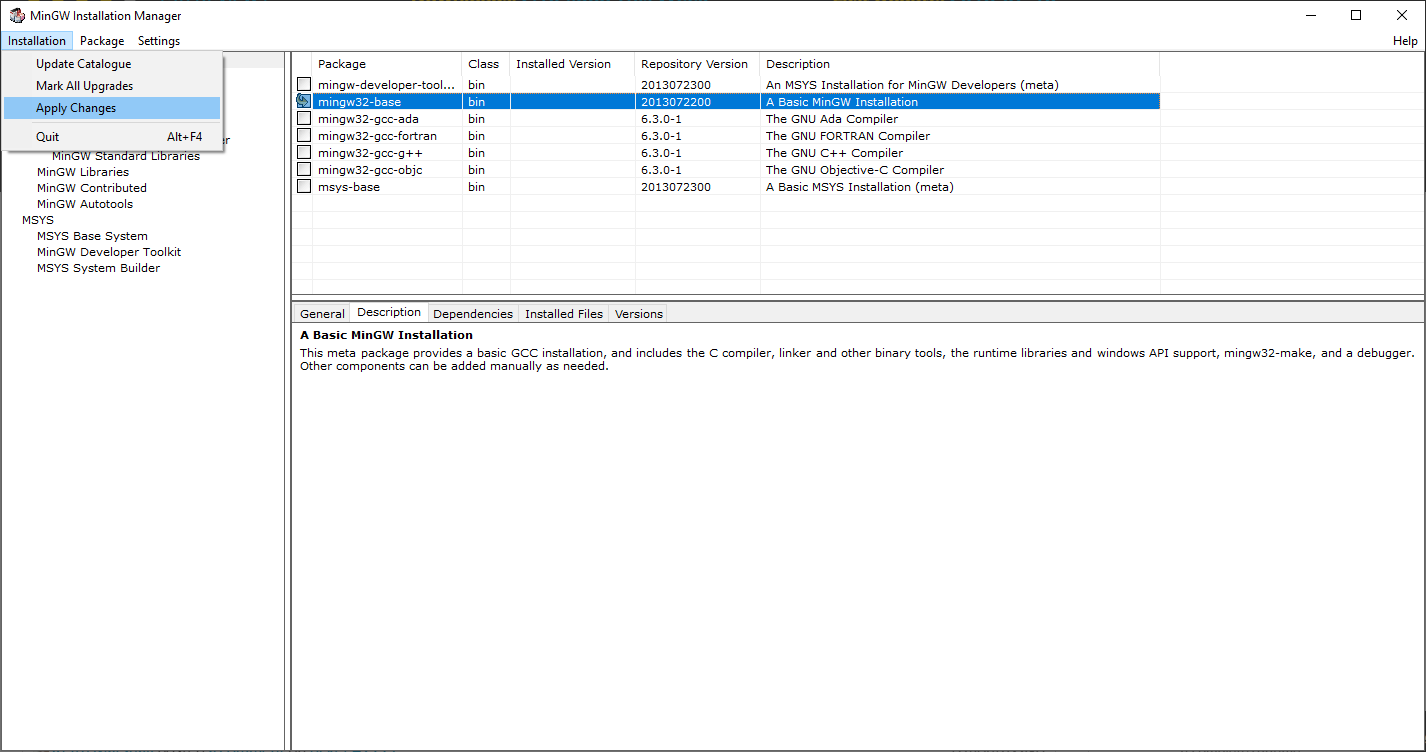 MinGW Installation Manager
Installation Package Settings Help
Update Catalogue
Mark All Upgrades
Apply Changes
Quit Alt+F4
MinGW Standard Libraries
MinGW Libraries
MinGW Contributed
MinGW Autotools
MSYS
MSYS Base System
MinGW Developer Toolkit
MSYS System Builder
Package Class Installed Version Repository Version Description
mingw-developer-tool... bin 2013072300 An MSYS Installation for MinGW Developers (meta)
mingw32-base bin 2013072200 A Basic MinGW Installation
mingw32-gcc-ada bin 6.3.0-1 The GNU Ada Compiler
mingw32-gcc-fortran bin 6.3.0-1 The GNU FORTRAN Compiler
mingw32-gcc-g++ bin 6.3.0-1 The GNU C++ Compiler
mingw32-gcc-objc bin 6.3.0-1 The GNU Objective-C Compiler
msys-base bin 2013072300 A Basic MSYS Installation (meta)
General Description Dependencies Installed Files Versions
A Basic MinGW Installation
This meta package provides a basic GCC installation, and includes the C compiler, linker and other binary tools, the runtime libraries and windows API support, mingw32-make, and a debugger.
Other components can be added manually as needed.